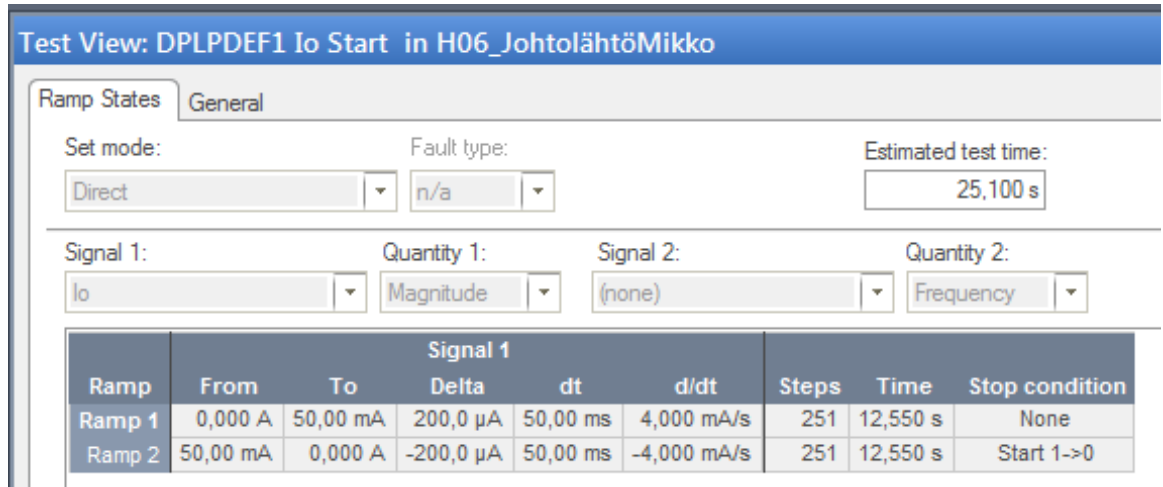 Test View: DPLPDEF1 Io Start in H06_JohtolähtöMikko
Ramp States General
Set mode: Fault type: Estimated test time:
Direct n/a 25,100 s
Signal 1: Quantity 1: Signal 2: Quantity 2:
Io Magnitude (none) Frequency
Signal 1
Ramp From To Delta dt d/dt Steps Time Stop condition
Ramp 1 0,000 A 50,00 mA 200,0 µA 50,00 ms 4,000 mA/s 251 12,550 s None
Ramp 2 50,00 mA 0,000 A -200,0 µA 50,00 ms -4,000 mA/s 251 12,550 s Start 1->0